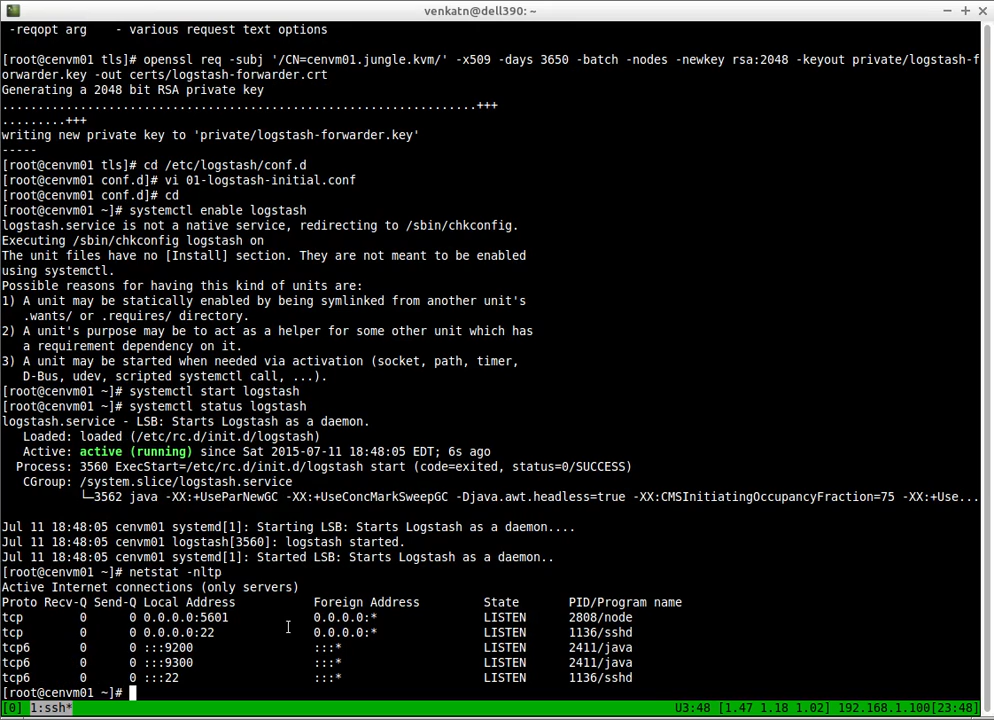 venkatn@dell390: ~
-reqopt arg    - various request text options
[root@cenvm01 tls]# openssl req -subj '/CN=cenvm01.jungle.kvm/' -x509 -days 3650 -batch -nodes -newkey rsa:2048 -keyout private/logstash-f
orwarder.key -out certs/logstash-forwarder.crt
Generating a 2048 bit RSA private key
...................................................................+++
.........+++
writing new private key to 'private/logstash-forwarder.key'
-----
[root@cenvm01 tls]# cd /etc/logstash/conf.d
[root@cenvm01 conf.d]# vi 01-logstash-initial.conf
[root@cenvm01 conf.d]# cd
[root@cenvm01 ~]# systemctl enable logstash
logstash.service is not a native service, redirecting to /sbin/chkconfig.
Executing /sbin/chkconfig logstash on
The unit files have no [Install] section. They are not meant to be enabled
using systemctl.
Possible reasons for having this kind of units are:
1) A unit may be statically enabled by being symlinked from another unit's
   .wants/ or .requires/ directory.
2) A unit's purpose may be to act as a helper for some other unit which has
   a requirement dependency on it.
3) A unit may be started when needed via activation (socket, path, timer,
   D-Bus, udev, scripted systemctl call, ...).
[root@cenvm01 ~]# systemctl start logstash
[root@cenvm01 ~]# systemctl status logstash
logstash.service - LSB: Starts Logstash as a daemon.
   Loaded: loaded (/etc/rc.d/init.d/logstash)
   Active: active (running) since Sat 2015-07-11 18:48:05 EDT; 6s ago
  Process: 3560 ExecStart=/etc/rc.d/init.d/logstash start (code=exited, status=0/SUCCESS)
   CGroup: /system.slice/logstash.service
           └─3562 java -XX:+UseParNewGC -XX:+UseConcMarkSweepGC -Djava.awt.headless=true -XX:CMSInitiatingOccupancyFraction=75 -XX:+Use...
Jul 11 18:48:05 cenvm01 systemd[1]: Starting LSB: Starts Logstash as a daemon....
Jul 11 18:48:05 cenvm01 logstash[3560]: logstash started.
Jul 11 18:48:05 cenvm01 systemd[1]: Started LSB: Starts Logstash as a daemon..
[root@cenvm01 ~]# netstat -nltp
Active Internet connections (only servers)
Proto Recv-Q Send-Q Local Address           Foreign Address         State       PID/Program name
tcp        0      0 0.0.0.0:5601            0.0.0.0:*               LISTEN      2808/node
tcp        0      0 0.0.0.0:22              0.0.0.0:*               LISTEN      1136/sshd
tcp6       0      0 :::9200                 :::*                    LISTEN      2411/java
tcp6       0      0 :::9300                 :::*                    LISTEN      2411/java
tcp6       0      0 :::22                   :::*                    LISTEN      1136/sshd
[root@cenvm01 ~]#
[0] 1:ssh* U3:48 [1.47 1.18 1.02] 192.168.1.100[23:48]